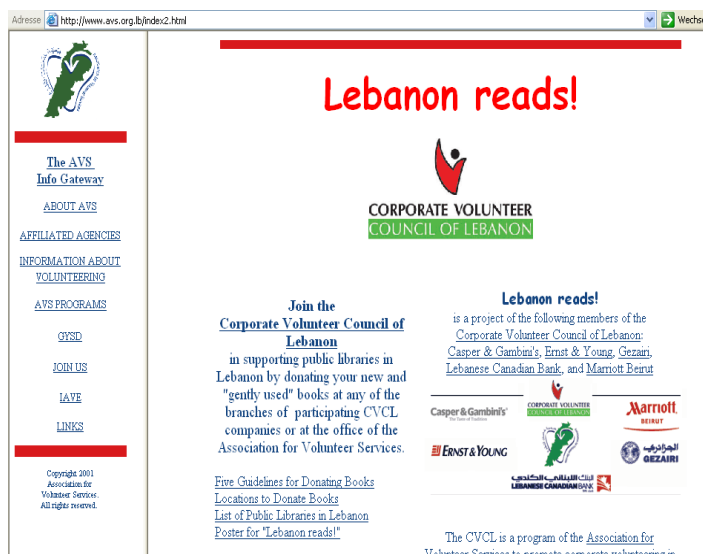 Adresse http://www.avs.org.lb/index2.html Wechse
Lebanon reads!
CORPORATE VOLUNTEER
COUNCIL OF LEBANON
The AVS
Info Gateway
ABOUT AVS
AFFILIATED AGENCIES
INFORMATION ABOUT
VOLUNTEERING
AVS PROGRAMS
GYSD
JOIN US
IAVE
LINKS
Copyright 2001
Association for
Volunteer Services.
All rights reserved.
Join the
Corporate Volunteer Council of
Lebanon
in supporting public libraries in
Lebanon by donating your new and
"gently used" books at any of the
branches of participating CVCL
companies or at the office of the
Association for Volunteer Services.
Five Guidelines for Donating Books
Locations to Donate Books
List of Public Libraries in Lebanon
Poster for "Lebanon reads!"
Lebanon reads!
is a project of the following members of the
Corporate Volunteer Council of Lebanon:
Casper & Gambini's, Ernst & Young, Gezairi,
Lebanese Canadian Bank, and Marriott Beirut
CORPORATE VOLUNTEER
COUNCIL OF LEBANON
Casper&Gambini's
Marriott
BEIRUT
ERNST & YOUNG
الجزائري
GEZAIRI
البنك اللبناني الكندي
LEBANESE CANADIAN BANK
The CVCL is a program of the Association for
Volunteer Services to promote corporate volunteering in